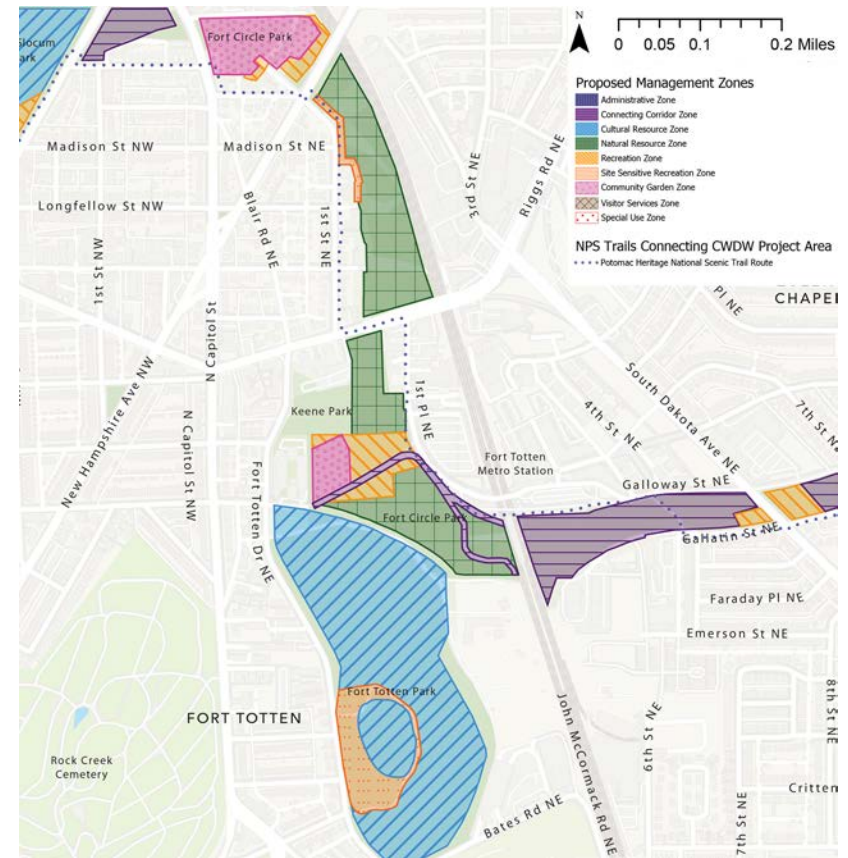 N
0 0.05 0.1 0.2 Miles
Proposed Management Zones
Administrative Zone
Connecting Corridor Zone
Cultural Resource Zone
Natural Resource Zone
Recreation Zone
Site Sensitive Recreation Zone
Community Garden Zone
Visitor Services Zone
Special Use Zone
NPS Trails Connecting CWDW Project Area
Potomac Heritage National Scenic Trail Route
Fort Circle Park
Madison St NW
Madison St NE
Longfellow St NW
Blair Rd NE
1st St NE
1st St NW
N Capitol St
3rd St NE
Riggs Rd NE
Pl NE
CHAPEL
New Hampshire Ave NW
Keene Park
1st Pl NE
South Dakota Ave NE
4th St NE
7th St N
Fort Totten
Metro Station
N Capitol St NW
Fort Totten Dr NE
Galloway St NE
Fort Circle Park
Gallatin St NE
Faraday Pl NE
Emerson St NE
Fort Totten Park
FORT TOTTEN
Rock Creek
Cemetery
John McCormack Rd NE
6th St NE
8th St NE
7th St NE
Critten
Bates Rd NE